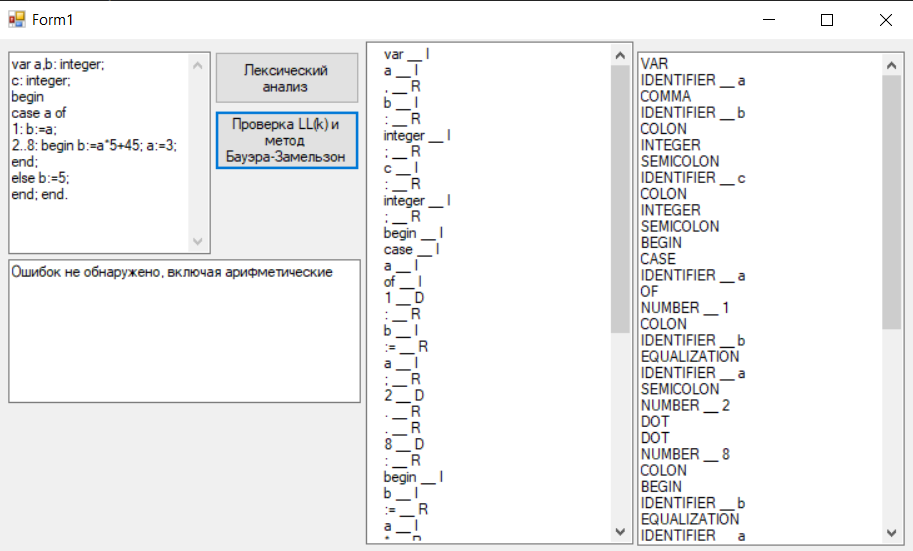 Form1
var a,b: integer;
c: integer;
begin
case a of
1: b:=a;
2..8: begin b:=a*5+45; a:=3;
end;
else b:=5;
end; end.
Лексический
анализ
Проверка LL(k) и
метод
Бауэра-Замельзон
Ошибок не обнаружено, включая арифметические
var __ I
a __ I
, __ R
b __ I
: __ R
integer __ I
; __ R
c __ I
: __ R
integer __ I
; __ R
begin __ I
case __ I
a __ I
of __ I
1 __ D
: __ R
b __ I
:= __ R
a __ I
; __ R
2 __ D
. __ R
. __ R
8 __ D
: __ R
begin __ I
b __ I
:= __ R
a __ I
* __ R
VAR
IDENTIFIER __ a
COMMA
IDENTIFIER __ b
COLON
INTEGER
SEMICOLON
IDENTIFIER __ c
COLON
INTEGER
SEMICOLON
BEGIN
CASE
IDENTIFIER __ a
OF
NUMBER __ 1
COLON
IDENTIFIER __ b
EQUALIZATION
IDENTIFIER __ a
SEMICOLON
NUMBER __ 2
DOT
DOT
NUMBER __ 8
COLON
BEGIN
IDENTIFIER __ b
EQUALIZATION
IDENTIFIER __ a